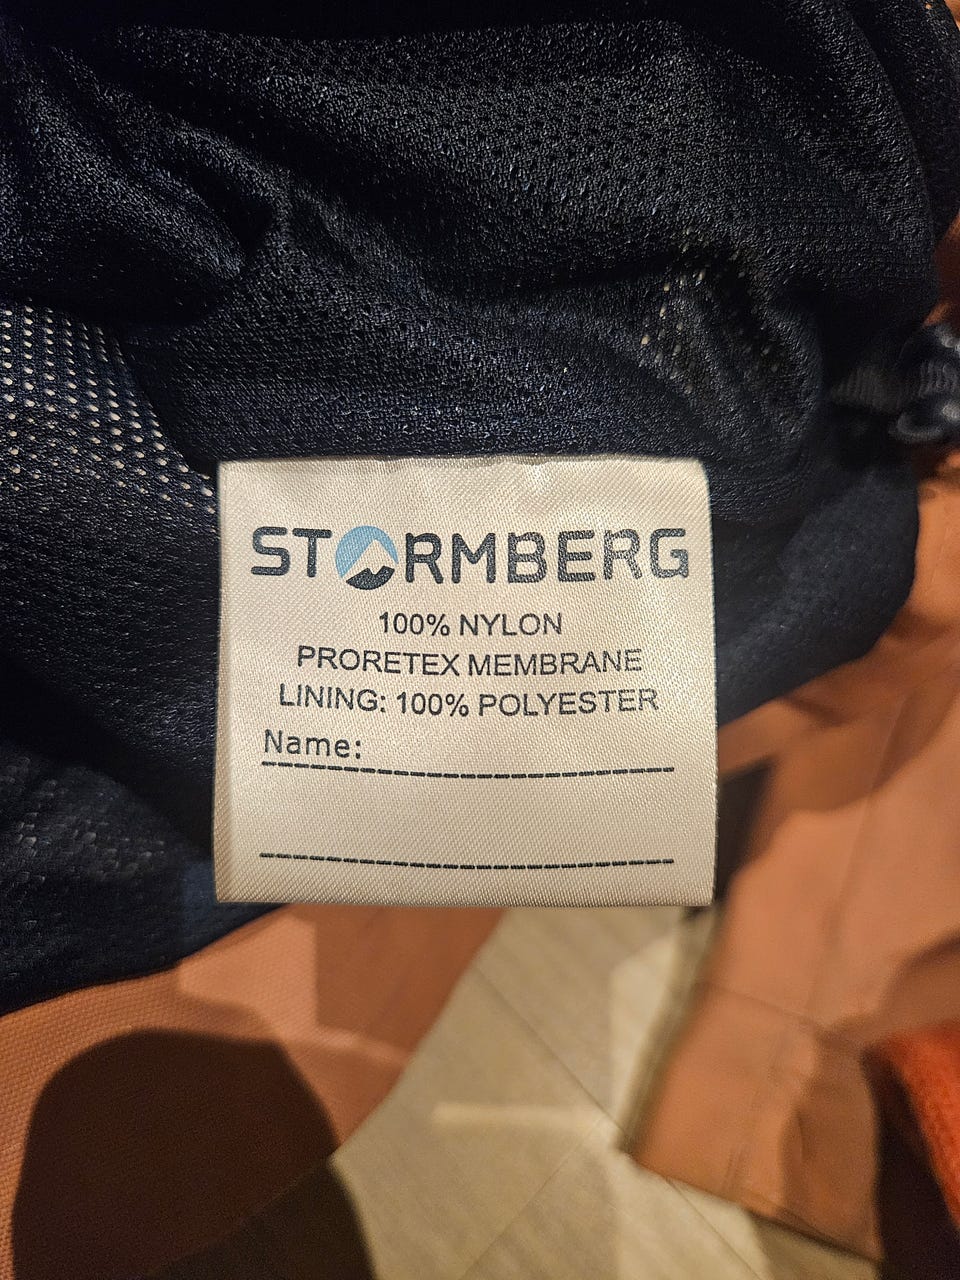 STORMBERG
100% NYLON
PRORETEX MEMBRANE
LINING: 100% POLYESTER
Name: